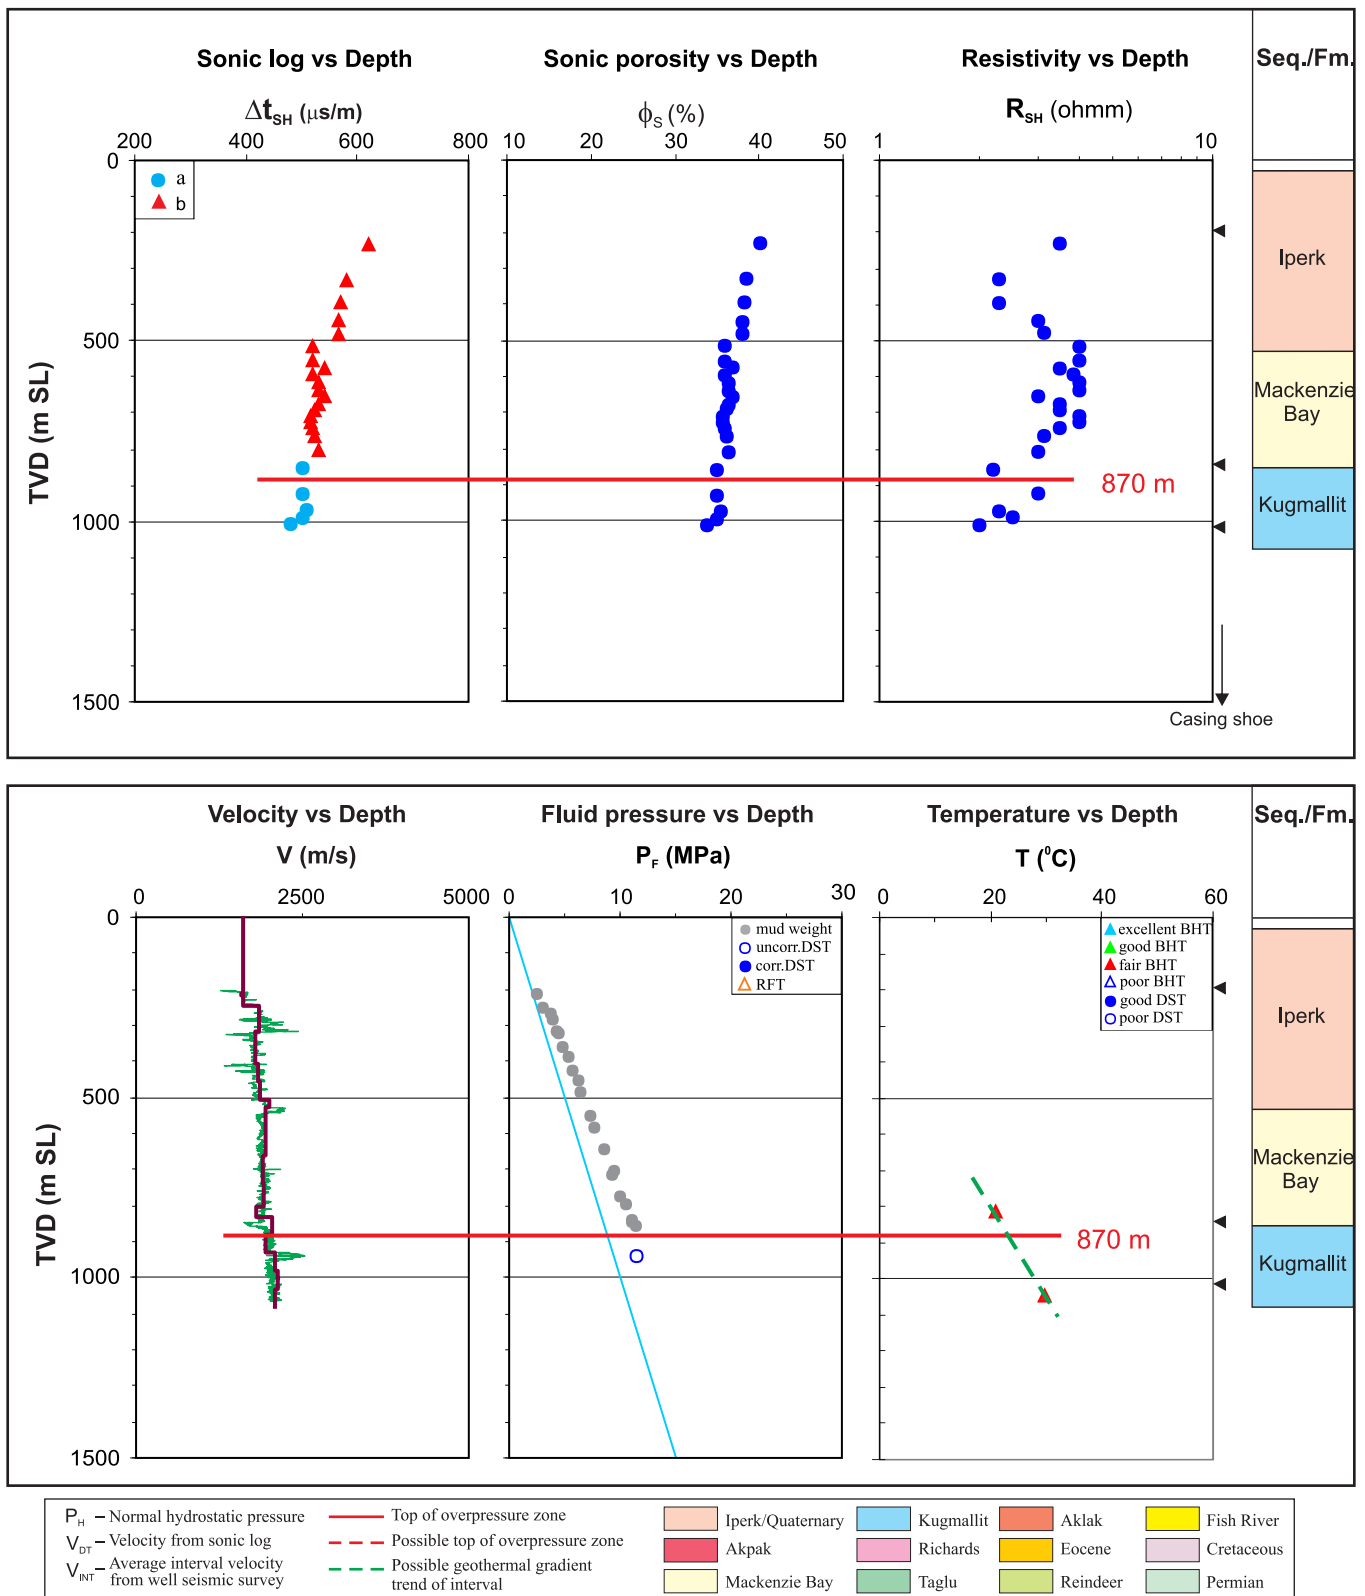 Sonic log vs Depth
Sonic porosity vs Depth
Resistivity vs Depth
Seq./Fm.
Δt_SH (µs/m)
ϕ_S (%)
R_SH (ohmm)
200 400 600 800
10 20 30 40 50
1 10
0
500
1000
1500
TVD (m SL)
a
b
870 m
Casing shoe
Iperk
Mackenzie
Bay
Kugmallit
Velocity vs Depth
Fluid pressure vs Depth
Temperature vs Depth
Seq./Fm.
V (m/s)
P_F (MPa)
T (⁰C)
0 2500 5000
0 10 20 30
0 20 40 60
0
500
1000
1500
TVD (m SL)
mud weight
uncorr.DST
corr.DST
RFT
excellent BHT
good BHT
fair BHT
poor BHT
good DST
poor DST
870 m
Iperk
Mackenzie
Bay
Kugmallit
P_H – Normal hydrostatic pressure
V_DT – Velocity from sonic log
V_INT – Average interval velocity
from well seismic survey
Top of overpressure zone
Possible top of overpressure zone
Possible geothermal gradient
trend of interval
Iperk/Quaternary Kugmallit Aklak Fish River
Akpak Richards Eocene Cretaceous
Mackenzie Bay Taglu Reindeer Permian